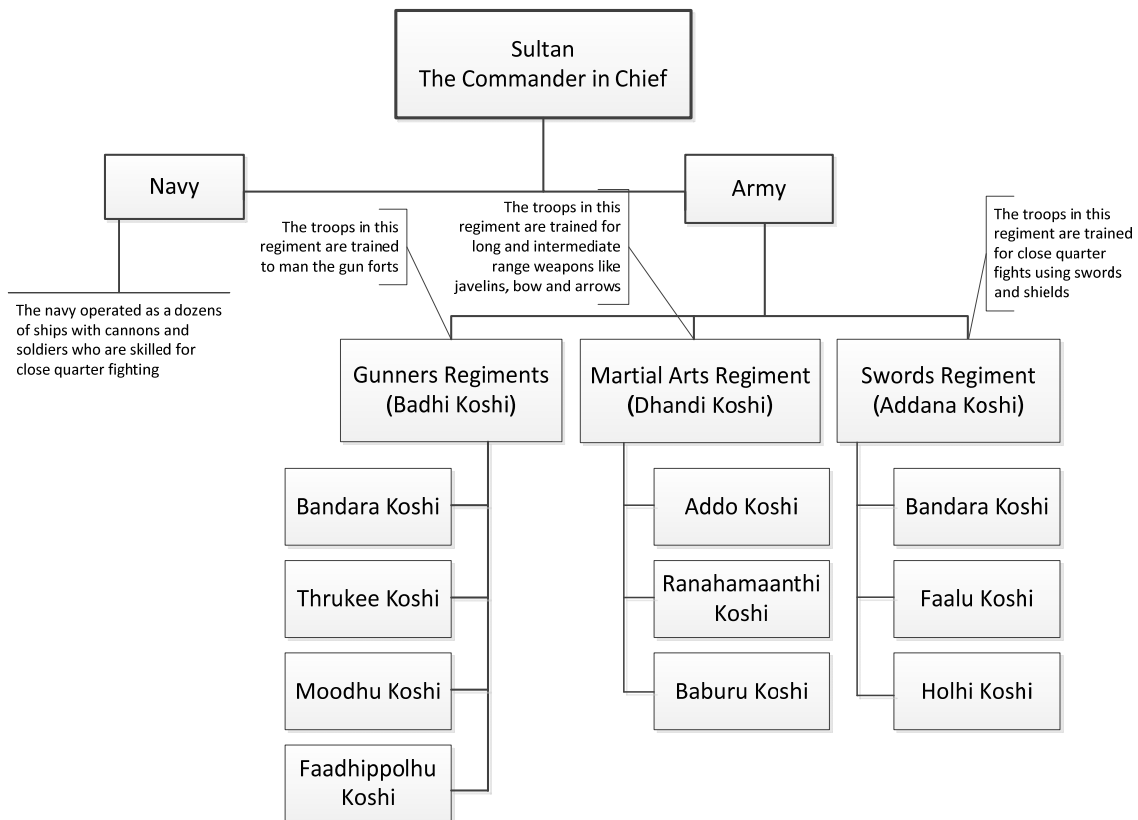 Sultan
The Commander in Chief
Navy
Army
The troops in this
regiment are trained
to man the gun forts
The troops in this
regiment are trained for
long and intermediate
range weapons like
javelins, bow and arrows
The troops in this
regiment are trained
for close quarter
fights using swords
and shields
The navy operated as a dozens
of ships with cannons and
soldiers who are skilled for
close quarter fighting
Gunners Regiments
(Badhi Koshi)
Martial Arts Regiment
(Dhandi Koshi)
Swords Regiment
(Addana Koshi)
Bandara Koshi
Thrukee Koshi
Moodhu Koshi
Faadhippolhu
Koshi
Addo Koshi
Ranahamaanthi
Koshi
Baburu Koshi
Bandara Koshi
Faalu Koshi
Holhi Koshi